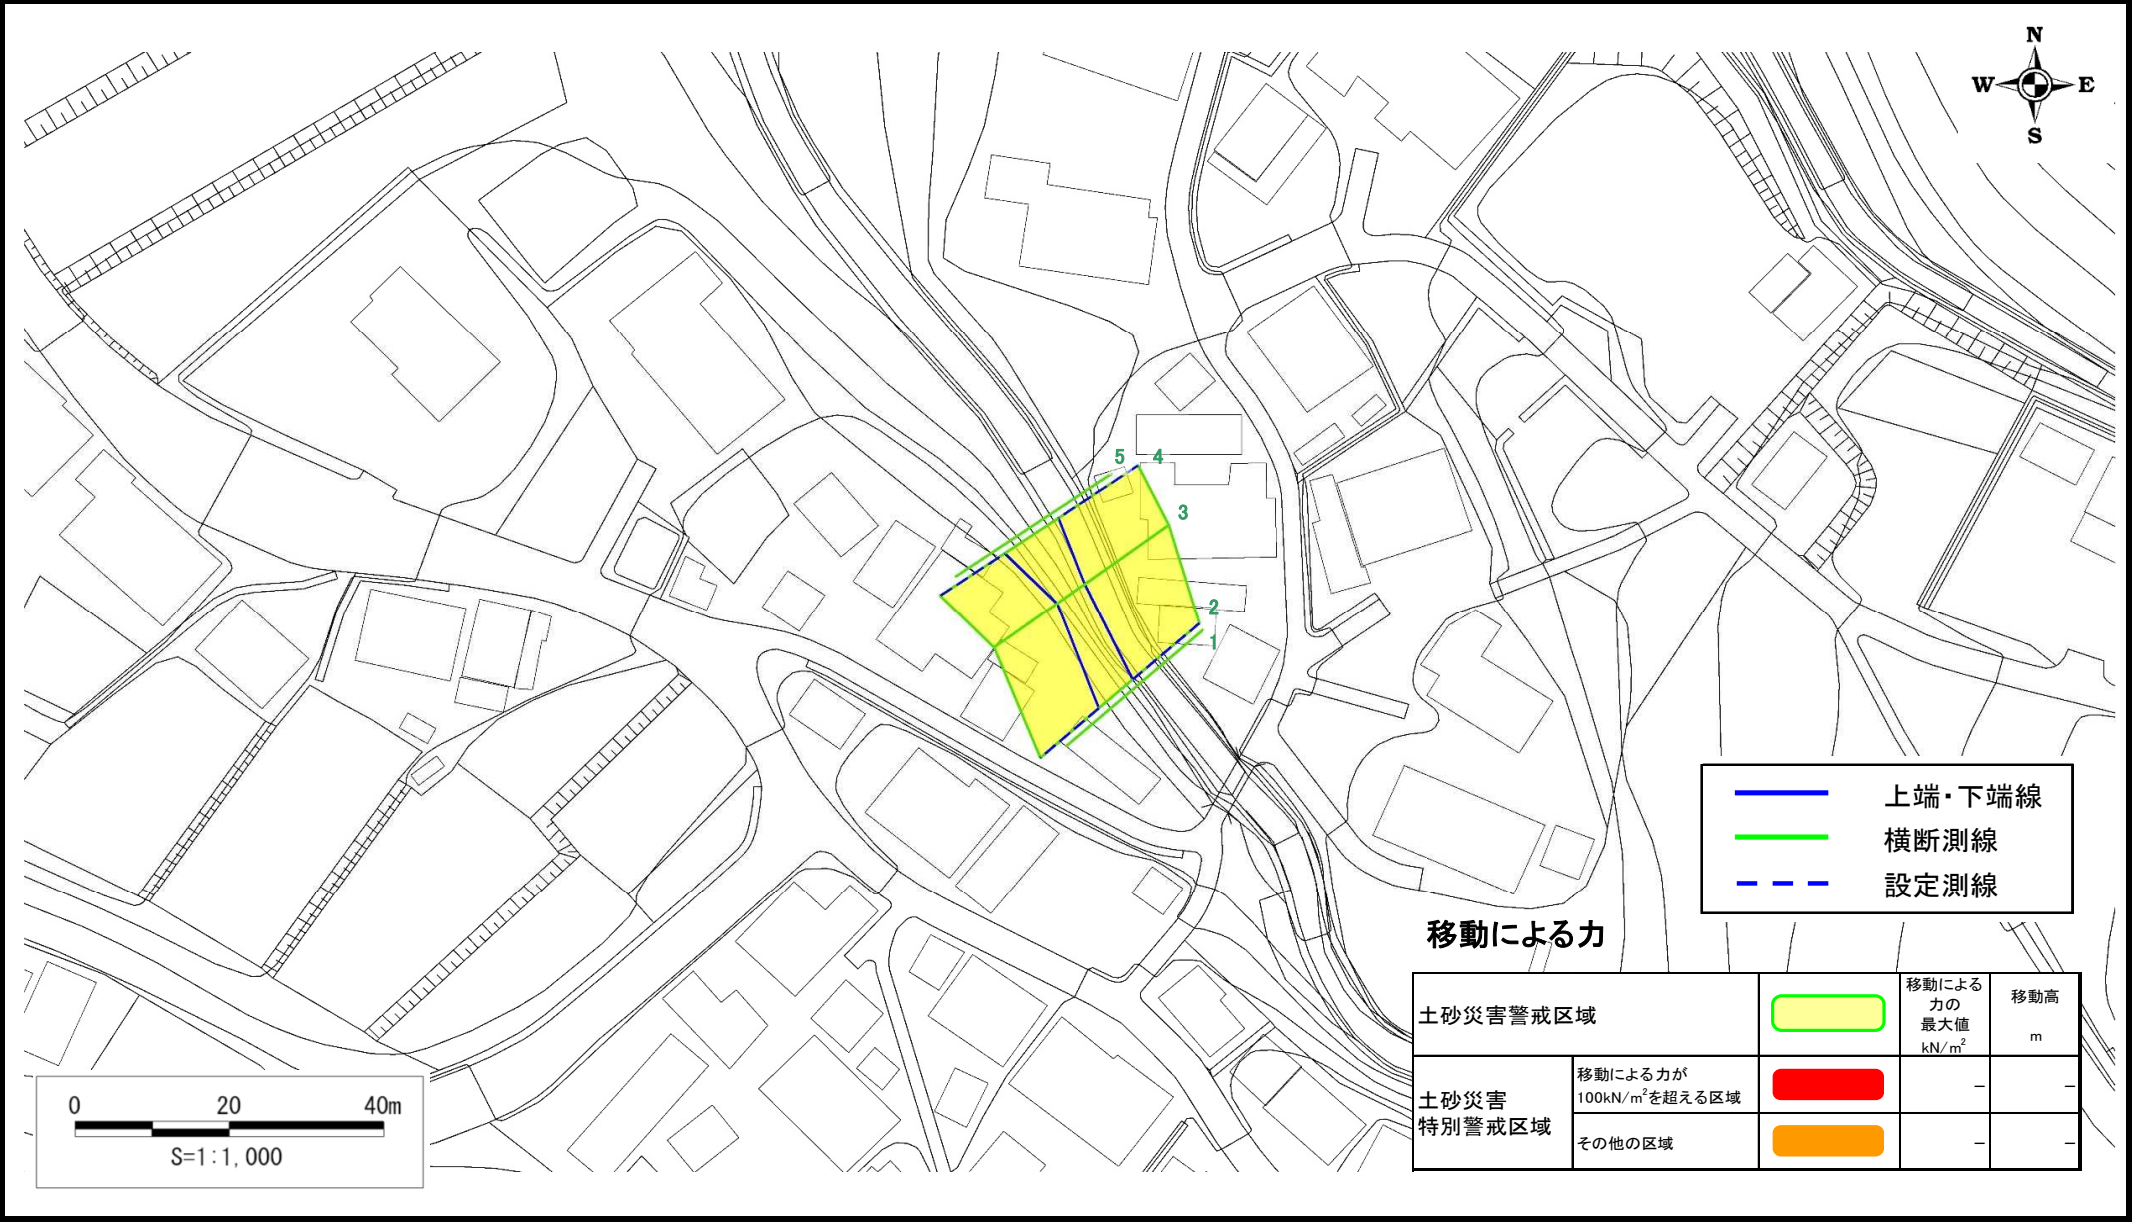 N
W E
S
5 4
3
2
1
上端・下端線
横断測線
設定測線
移動による力
土砂災害警戒区域
移動による
力の
最大値
kN/m²
移動高
m
土砂災害
特別警戒区域
移動による力が
100kN/m²を超える区域
－ －
その他の区域
－ －
0 20 40m
S=1:1,000